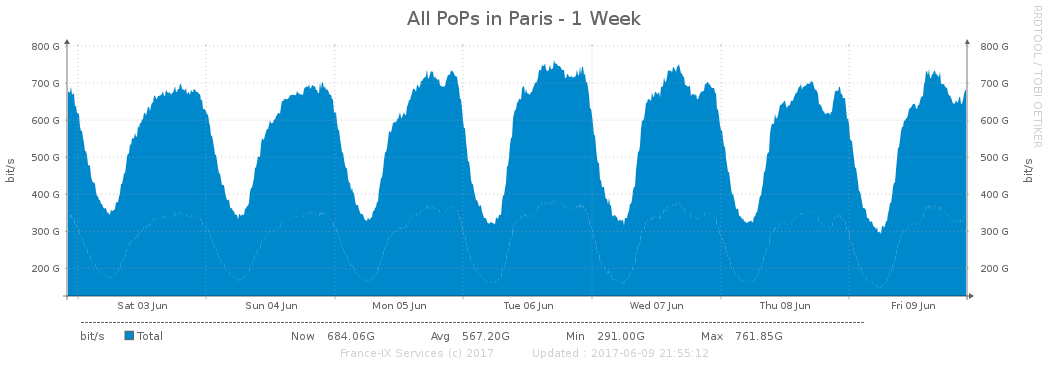 All PoPs in Paris - 1 Week
RRDTOOL / TOBI OETIKER
800 G 800 G
700 G 700 G
600 G 600 G
500 G 500 G
400 G 400 G
300 G 300 G
200 G 200 G
bit/s bit/s
Sat 03 Jun Sun 04 Jun Mon 05 Jun Tue 06 Jun Wed 07 Jun Thu 08 Jun Fri 09 Jun
bit/s Total Now 684.06G Avg 567.20G Min 291.00G Max 761.85G
France-IX Services (c) 2017 Updated : 2017-06-09 21:55:12